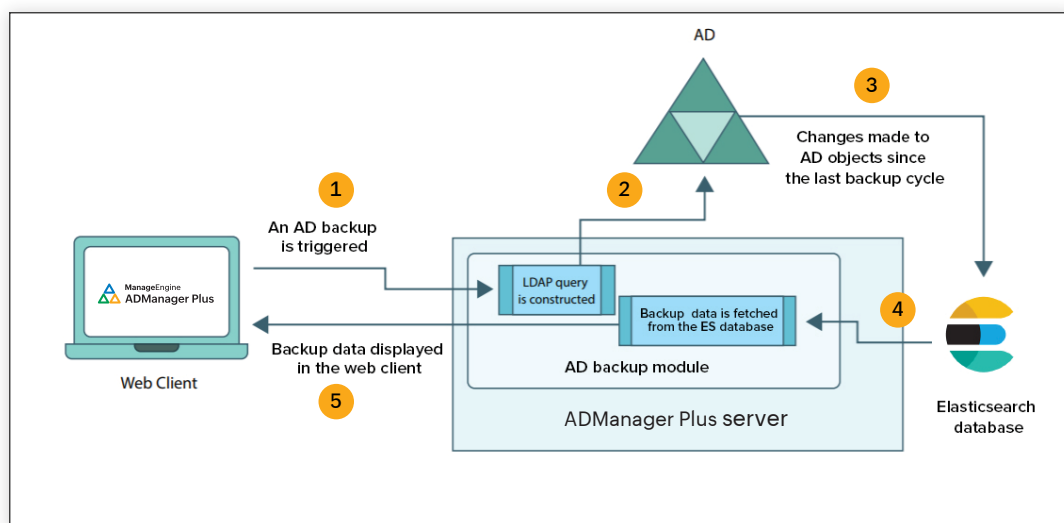 AD
3
Changes made to
AD objects since
the last backup cycle
1
2
An AD backup
is triggered
ManageEngine
ADManager Plus
LDAP query
is constructed
Backup data is fetched
from the ES database
4
Backup data displayed
in the web client
AD backup module
Web Client
5
ADManager Plus server
Elasticsearch
database